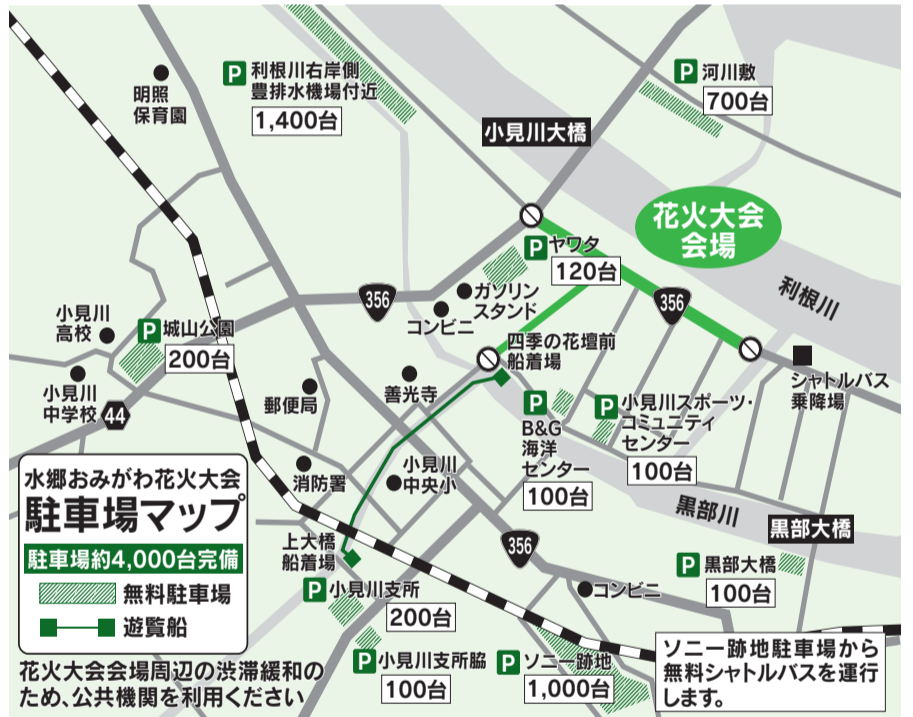 明照
保育園
P 利根川右岸側
豊排水機場付近
1,400台
P 河川敷
700台
小見川大橋
花火大会
会場
P ヤワタ
120台
利根川
356
356
ガソリン
スタンド
コンビニ
小見川
高校
P 城山公園
200台
小見川
中学校
44
郵便局
善光寺
四季の花壇前
船着場
シャトルバス
乗降場
P
B&G
海洋
センター
100台
P 小見川スポーツ・
コミュニティ
センター
100台
消防署
小見川
中央小
黒部川
黒部大橋
356
上大橋
船着場
コンビニ
P 黒部大橋
100台
P 小見川支所
200台
P 小見川支所脇
100台
P ソニー跡地
1,000台
ソニー跡地駐車場から
無料シャトルバスを運行
します。
水郷おみがわ花火大会
駐車場マップ
駐車場約4,000台完備
無料駐車場
遊覧船
花火大会会場周辺の渋滞緩和の
ため、公共機関を利用ください